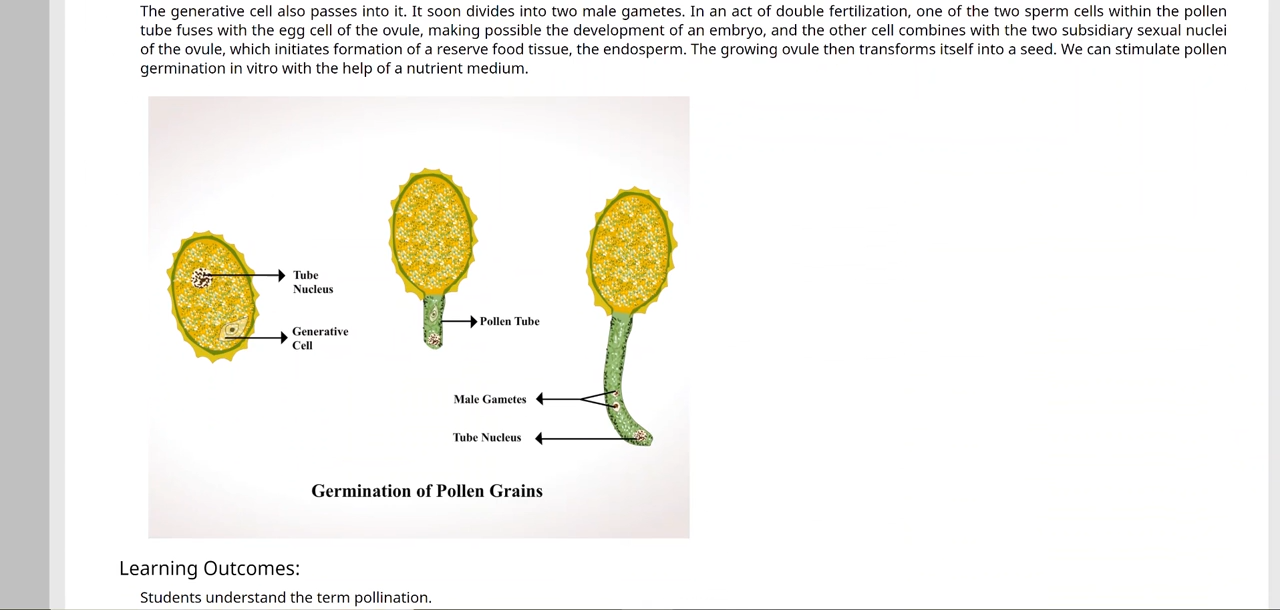 The generative cell also passes into it. It soon divides into two male gametes. In an act of double fertilization, one of the two sperm cells within the pollen
tube fuses with the egg cell of the ovule, making possible the development of an embryo, and the other cell combines with the two subsidiary sexual nuclei
of the ovule, which initiates formation of a reserve food tissue, the endosperm. The growing ovule then transforms itself into a seed. We can stimulate pollen
germination in vitro with the help of a nutrient medium.
Tube
Nucleus
Generative
Cell
Pollen Tube
Male Gametes
Tube Nucleus
Germination of Pollen Grains
Learning Outcomes:
Students understand the term pollination.